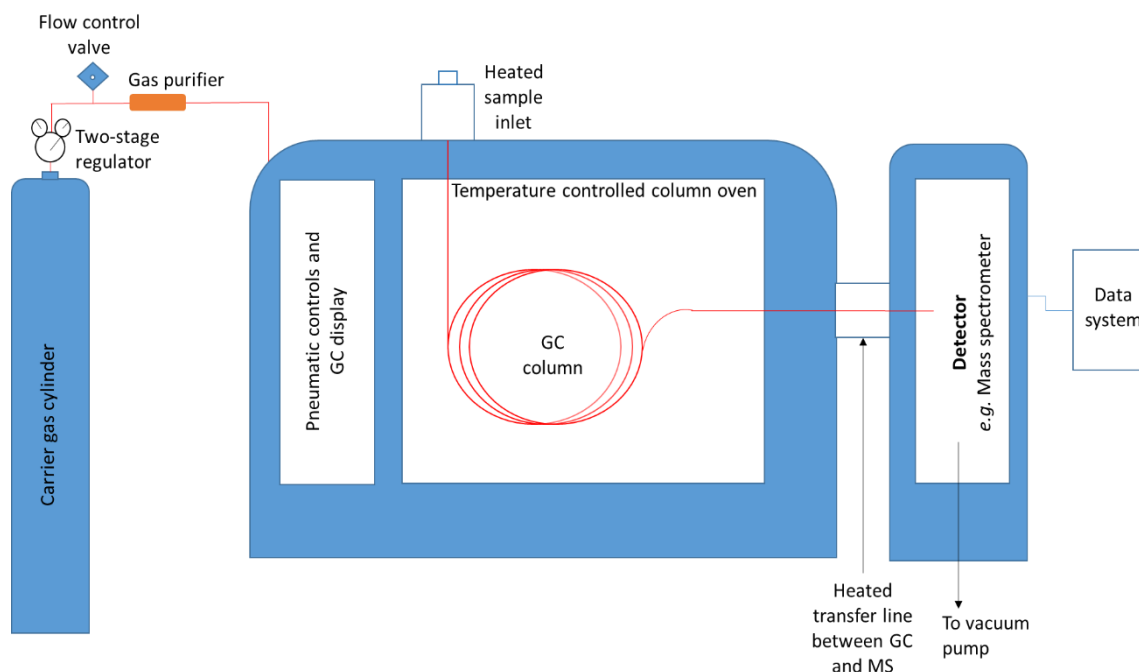 Flow control
valve
Gas purifier
Two-stage
regulator
Carrier gas cylinder
Heated
sample
inlet
Pneumatic controls and
GC display
Temperature controlled column oven
GC
column
Heated
transfer line
between GC
and MS
Detector
e.g. Mass spectrometer
To vacuum
pump
Data
system